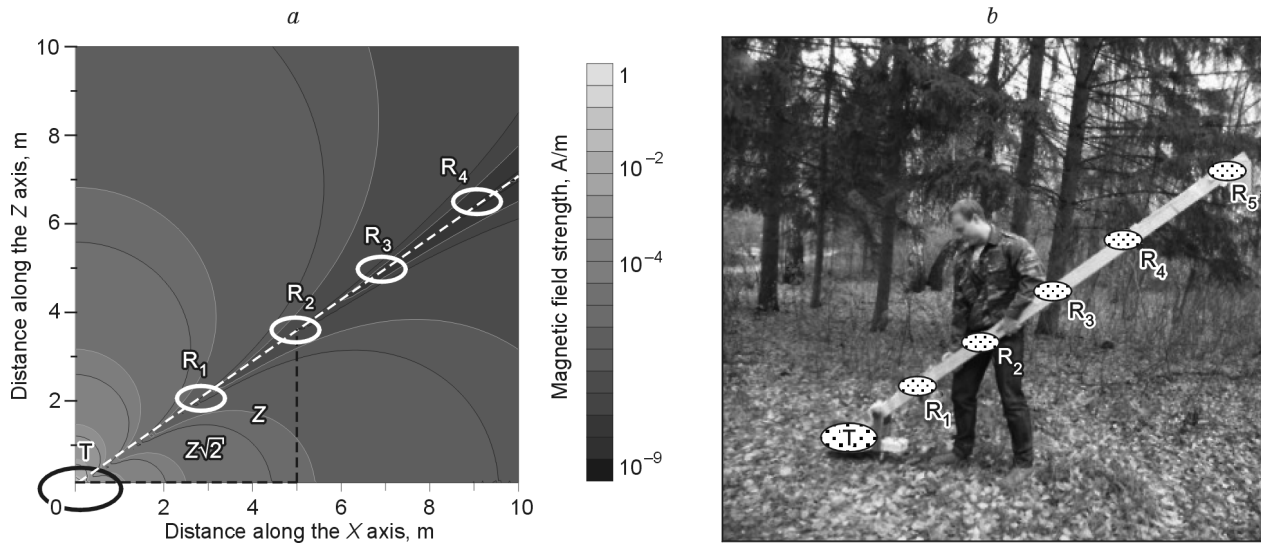 a
10
8
6
4
2
0
2
4
6
8
10
Distance along the Z axis, m
Distance along the X axis, m
T
R1
R2
R3
R4
Z
Z√2
Magnetic field strength, A/m
1
10−2
10−4
10−9
b
T
R1
R2
R3
R4
R5